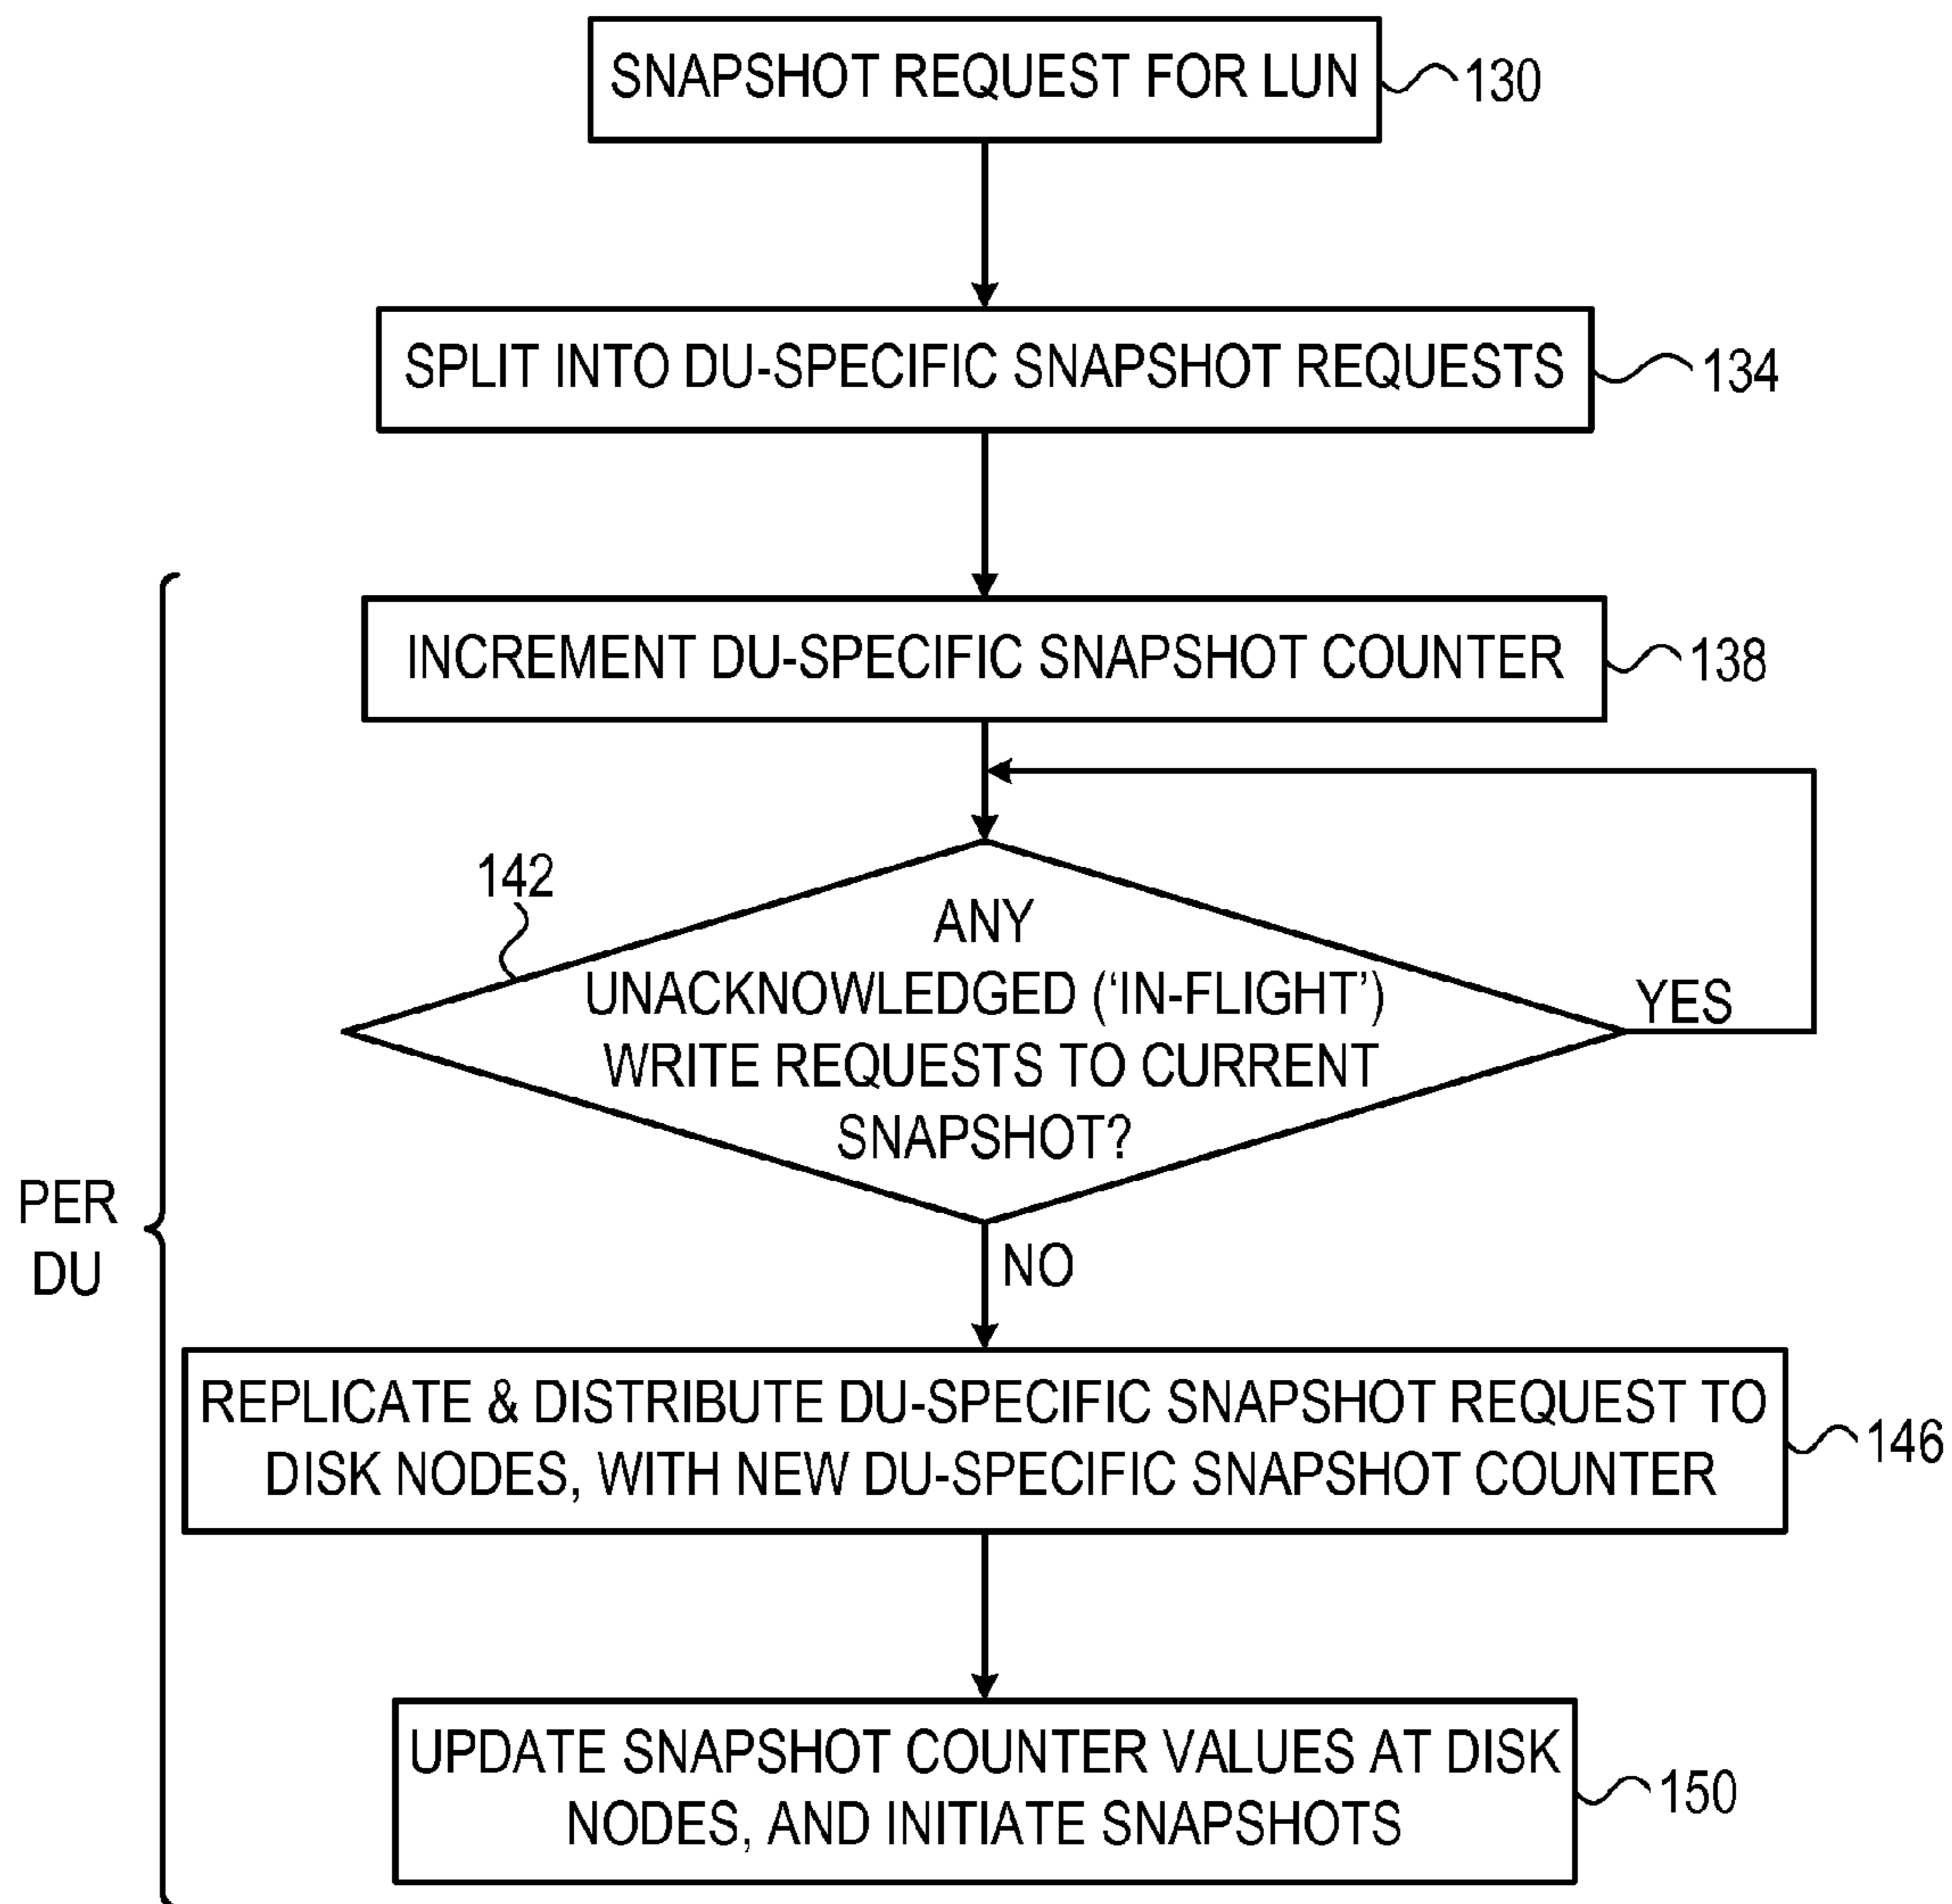 SNAPSHOT REQUEST FOR LUN
130
SPLIT INTO DU-SPECIFIC SNAPSHOT REQUESTS
134
INCREMENT DU-SPECIFIC SNAPSHOT COUNTER
138
142
ANY
UNACKNOWLEDGED (‘IN-FLIGHT’)
WRITE REQUESTS TO CURRENT
SNAPSHOT?
YES
PER
DU
NO
REPLICATE & DISTRIBUTE DU-SPECIFIC SNAPSHOT REQUEST TO
DISK NODES, WITH NEW DU-SPECIFIC SNAPSHOT COUNTER
146
UPDATE SNAPSHOT COUNTER VALUES AT DISK
NODES, AND INITIATE SNAPSHOTS
150